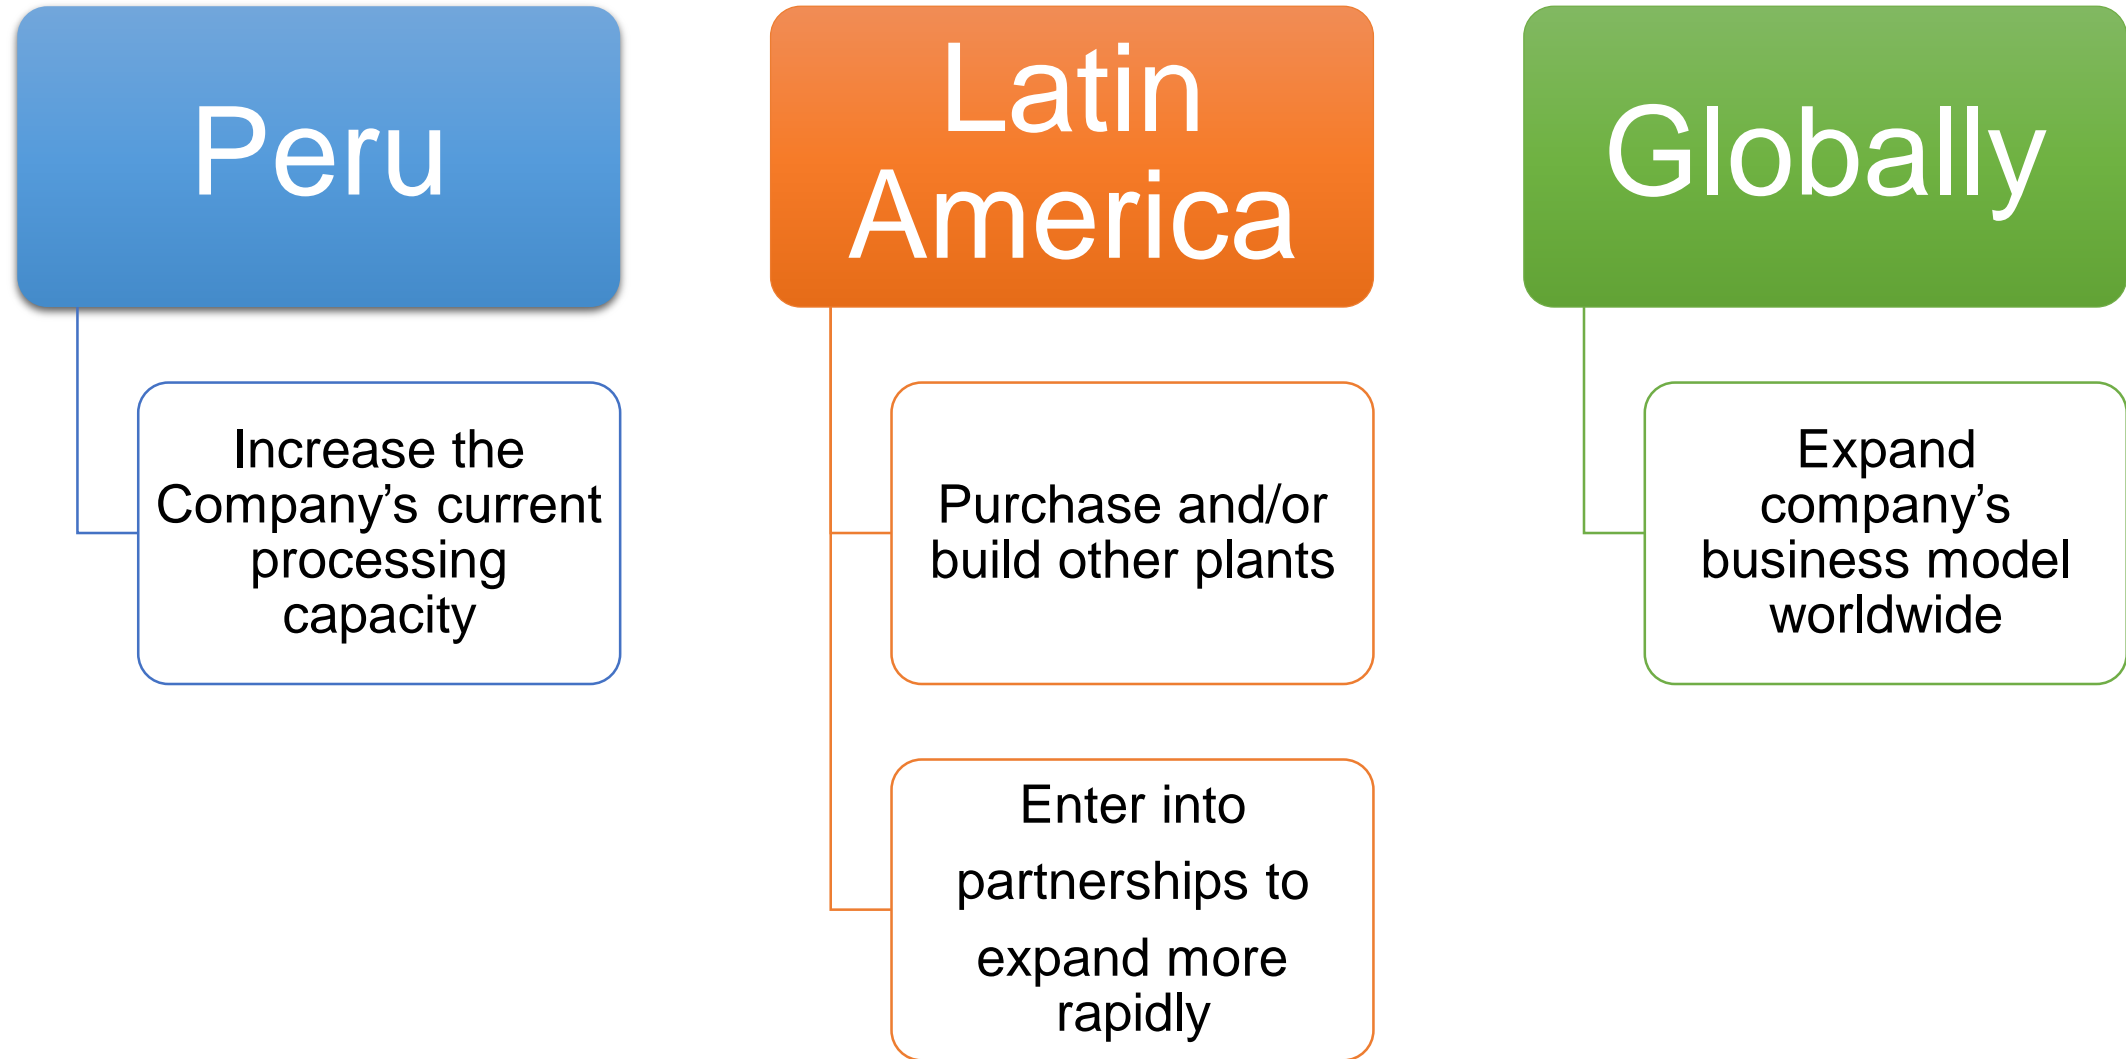 Peru
Increase the
Company’s current
processing
capacity
Latin
America
Purchase and/or
build other plants
Enter into
partnerships to
expand more
rapidly
Globally
Expand
company’s
business model
worldwide